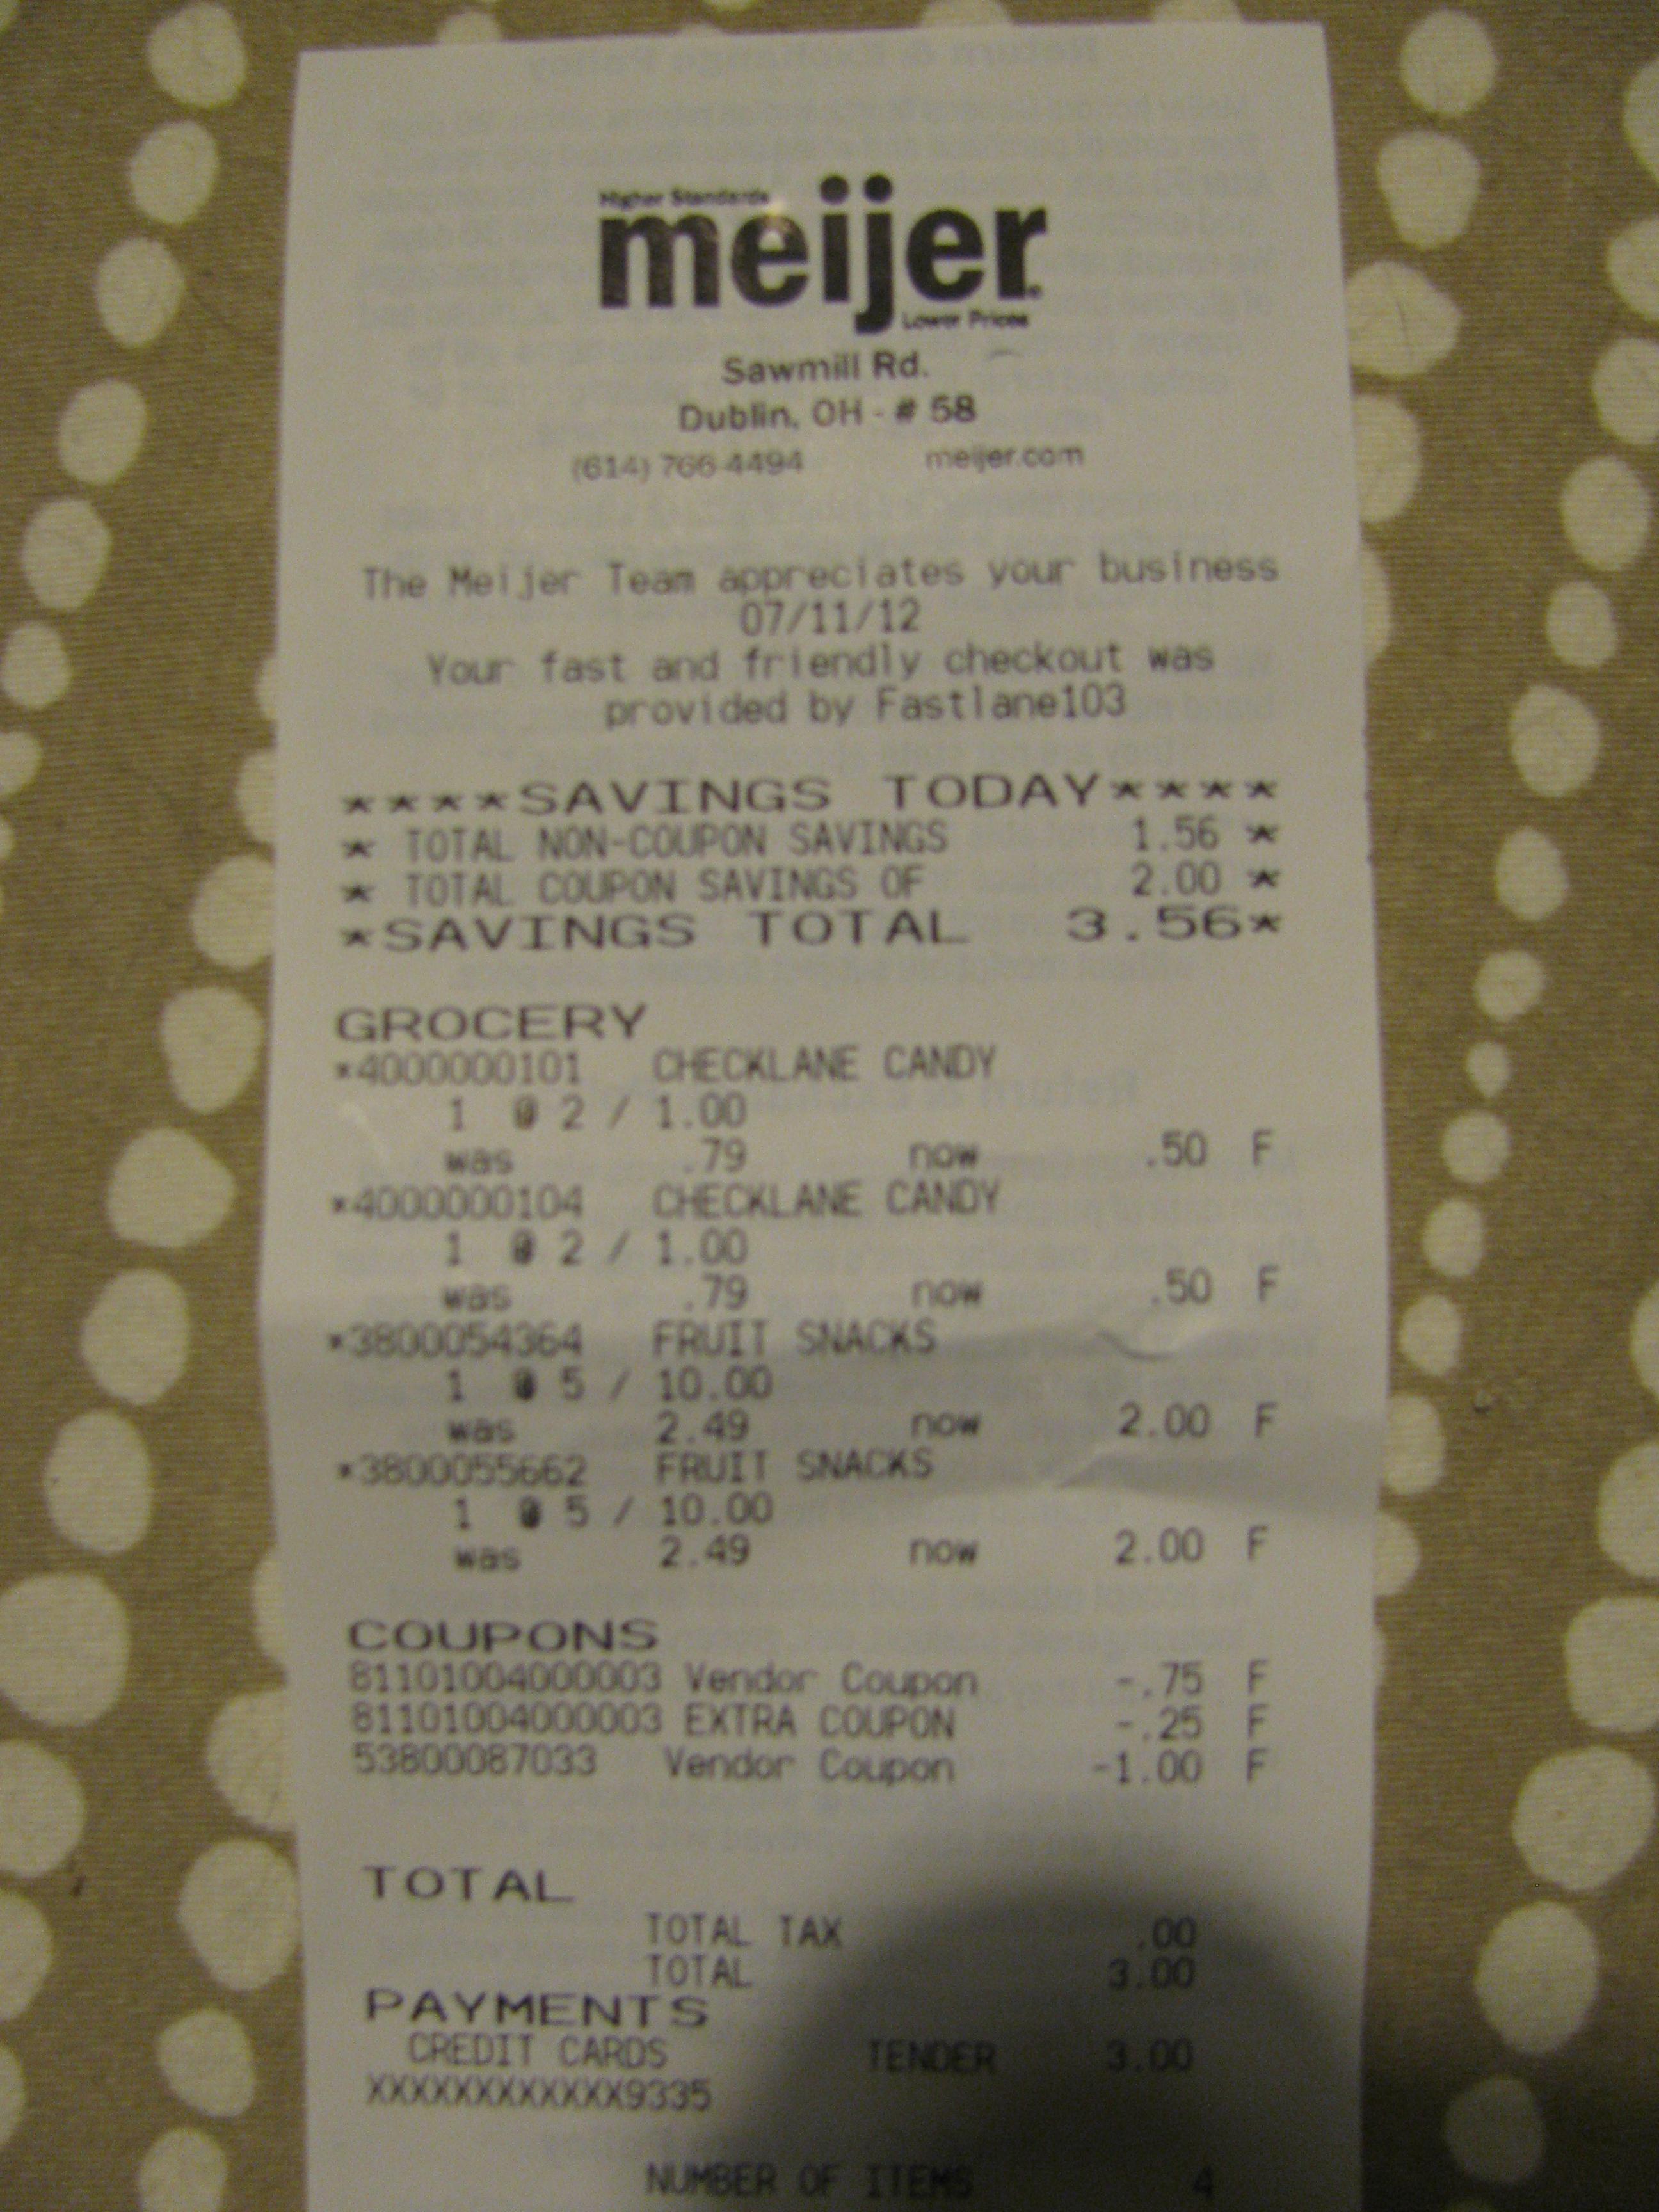 Higher Standards
meijer
Lower Prices
Sawmill Rd.
Dublin, OH - # 58
(614) 766-4494 meijer.com
The Meijer Team appreciates your business
07/11/12
Your fast and friendly checkout was
provided by Fastlane103
****SAVINGS TODAY****
* TOTAL NON-COUPON SAVINGS 1.56 *
* TOTAL COUPON SAVINGS OF 2.00 *
*SAVINGS TOTAL 3.56*
GROCERY
*4000000101 CHECKLANE CANDY
1 @ 2 / 1.00
was .79 now .50 F
*4000000104 CHECKLANE CANDY
1 @ 2 / 1.00
was .79 now .50 F
*3800054364 FRUIT SNACKS
1 @ 5 / 10.00
was 2.49 now 2.00 F
*3800055662 FRUIT SNACKS
1 @ 5 / 10.00
was 2.49 now 2.00 F
COUPONS
81101004000003 Vendor Coupon -.75 F
81101004000003 EXTRA COUPON -.25 F
53800087033 Vendor Coupon -1.00 F
TOTAL
TOTAL TAX .00
TOTAL 3.00
PAYMENTS
CREDIT CARDS TENDER 3.00
XXXXXXXXXXXX9335
NUMBER OF ITEMS 4